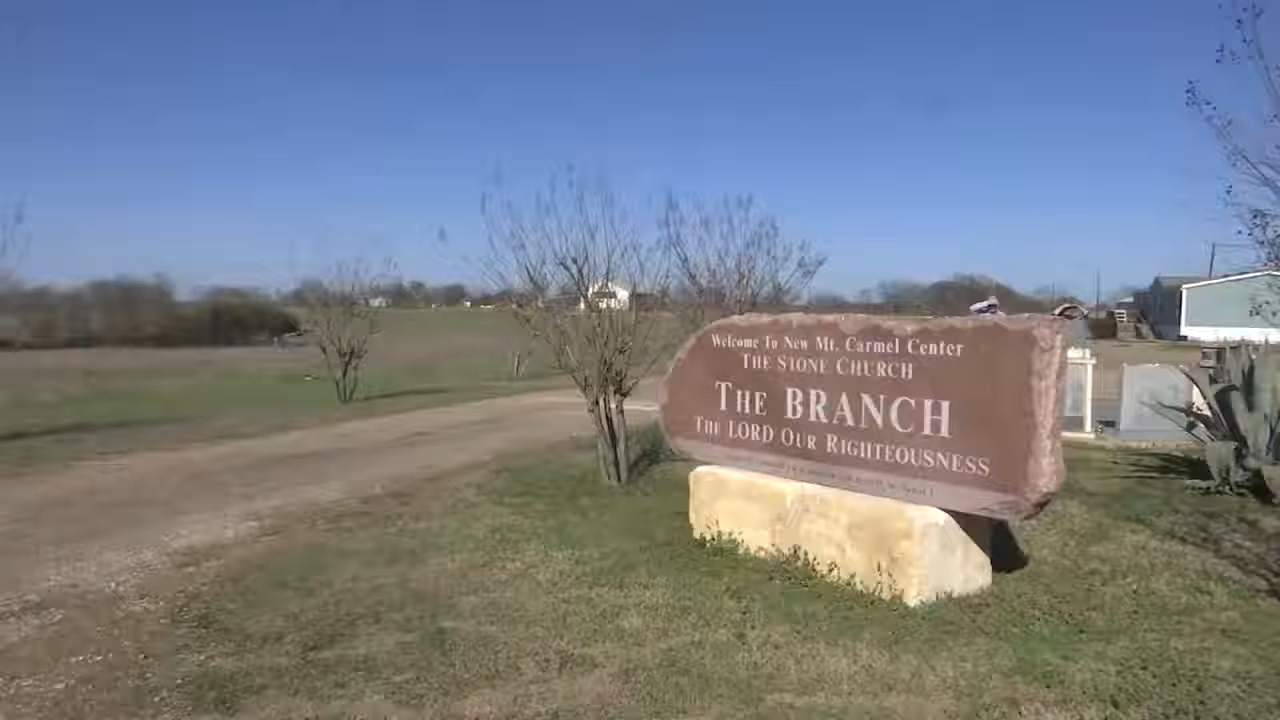 Welcome To New Mt. Carmel Center
THE STONE CHURCH
THE BRANCH
THE LORD OUR RIGHTEOUSNESS